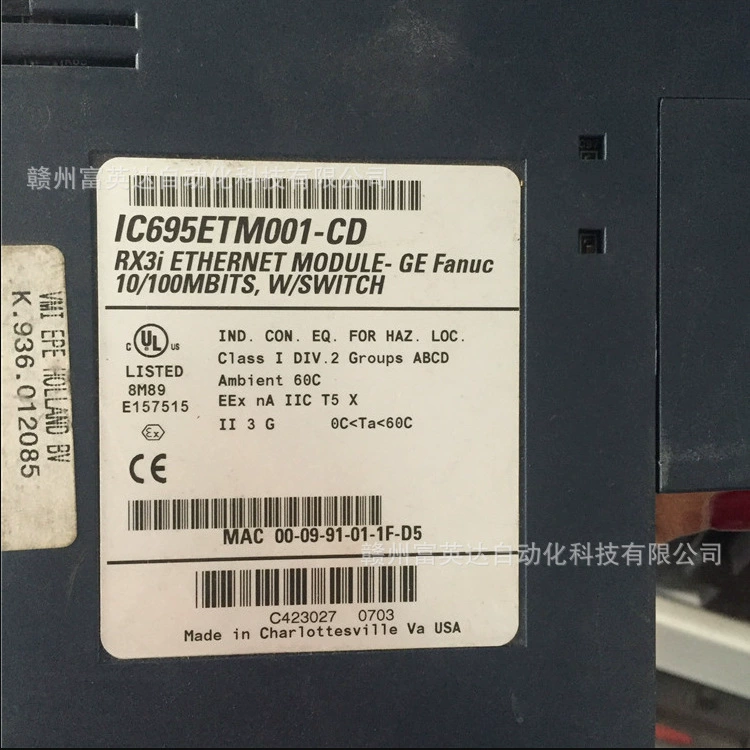 赣州富英达自动化科技有限公司
IC695ETM001-CD
RX3i ETHERNET MODULE- GE Fanuc
10/100MBITS, W/SWITCH
C UL US
LISTED
8M89
E157515
Ex
CE
IND. CON. EQ. FOR HAZ. LOC.
Class I DIV.2 Groups ABCD
Ambient 60C
EEx nA IIC T5 X
II 3 G 0C<Ta<60C
MAC 00-09-91-01-1F-D5
赣州富英达自动化科技有限公司
C423027 0703
Made in Charlottesville Va USA
VMI EPE HOLLAND BV
K.936.012085